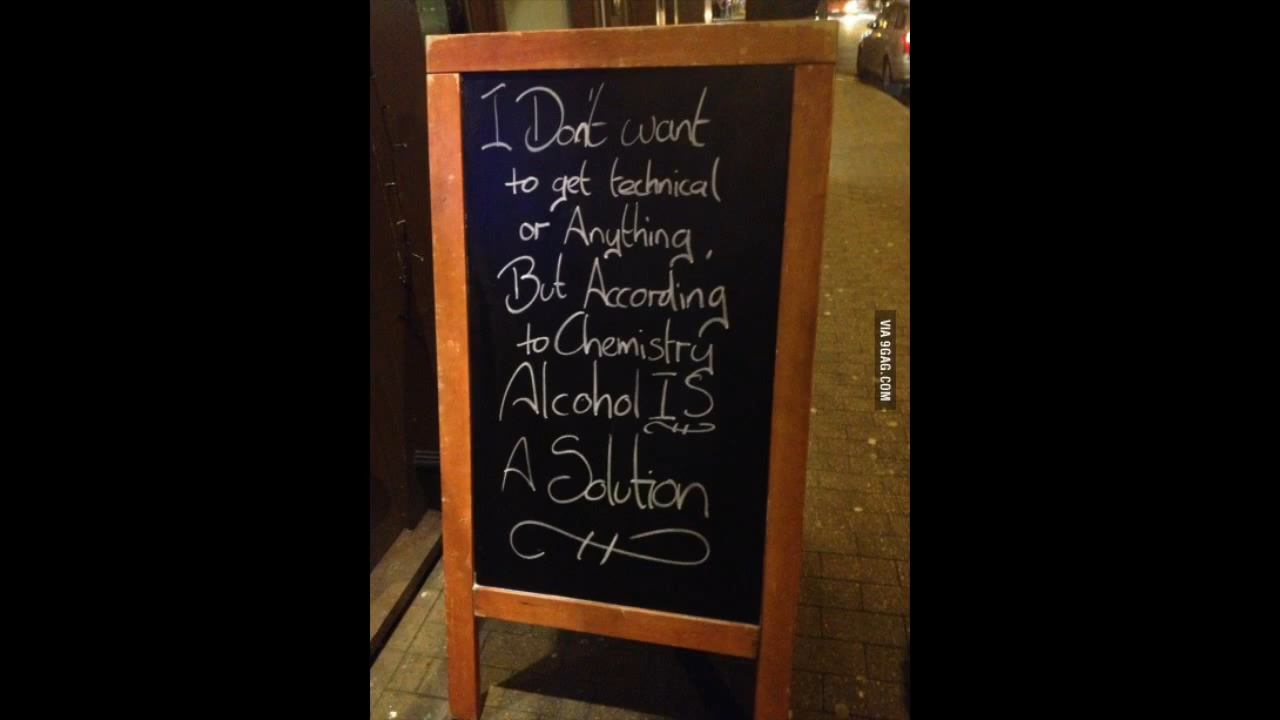 I Don't want
to get technical
or Anything,
But According
to Chemistry
Alcohol IS
A Solution
VIA 9GAG.COM